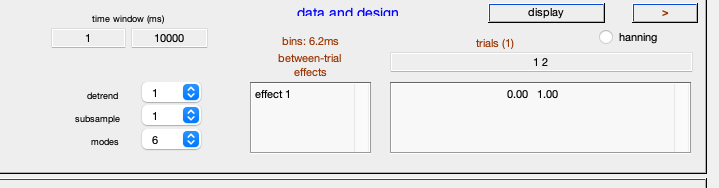 time window (ms)
data and design
display
>
1
10000
bins: 6.2ms
trials (1)
hanning
between-trial
effects
1 2
detrend
1
effect 1
0.00 1.00
subsample
1
modes
6